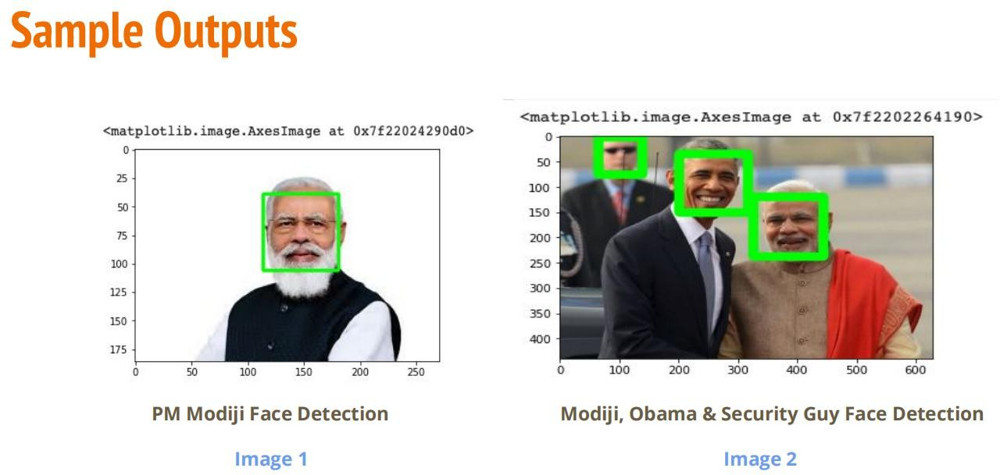 Sample Outputs
<matplotlib.image.AxesImage at 0x7f22024290d0>
0
25
50
75
100
125
150
175
0 50 100 150 200 250
PM Modiji Face Detection
Image 1
<matplotlib.image.AxesImage at 0x7f2202264190>
0
50
100
150
200
250
300
350
400
0 100 200 300 400 500 600
Modiji, Obama & Security Guy Face Detection
Image 2